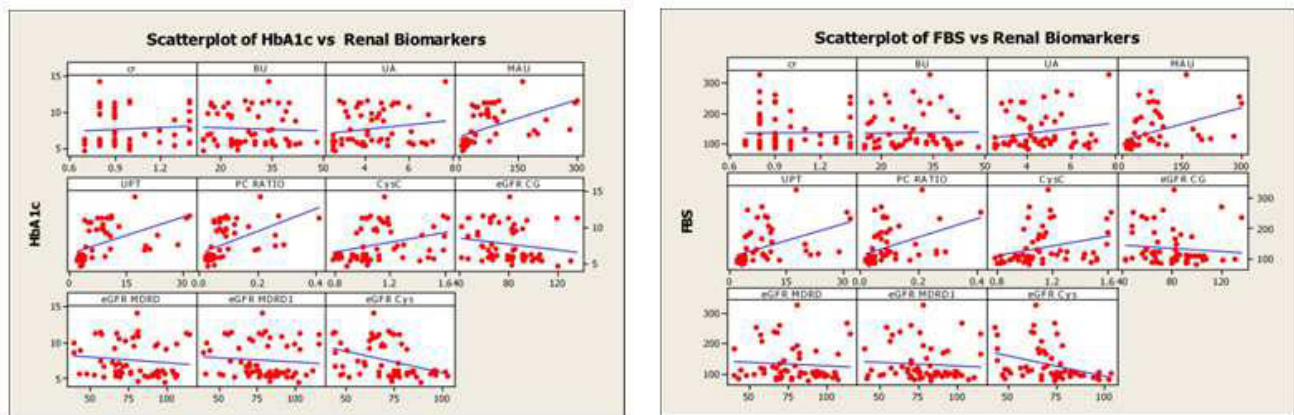 Scatterplot of HbA1c vs Renal Biomarkers
cr BU UA MAU
15
10
5
0.6 0.9 1.2 20 35 50 4 6 80 150 300
UPT PC RATIO CysC eGFR CG
HbA1c
15
10
5
0 15 30 0.0 0.2 0.4 0.8 1.2 1.6 40 80 120
eGFR MDRD eGFR MDRD1 eGFR Cys
15
10
5
50 75 100 50 75 100 50 75 100
Scatterplot of FBS vs Renal Biomarkers
cr BU UA MAU
300
200
100
0.6 0.9 1.2 20 35 50 4 6 80 150 300
UPT PC RATIO CysC eGFR CG
FBS
300
200
100
0 15 30 0.0 0.2 0.4 0.8 1.2 1.6 40 80 120
eGFR MDRD eGFR MDRD1 eGFR Cys
300
200
100
50 75 100 50 75 100 50 75 100